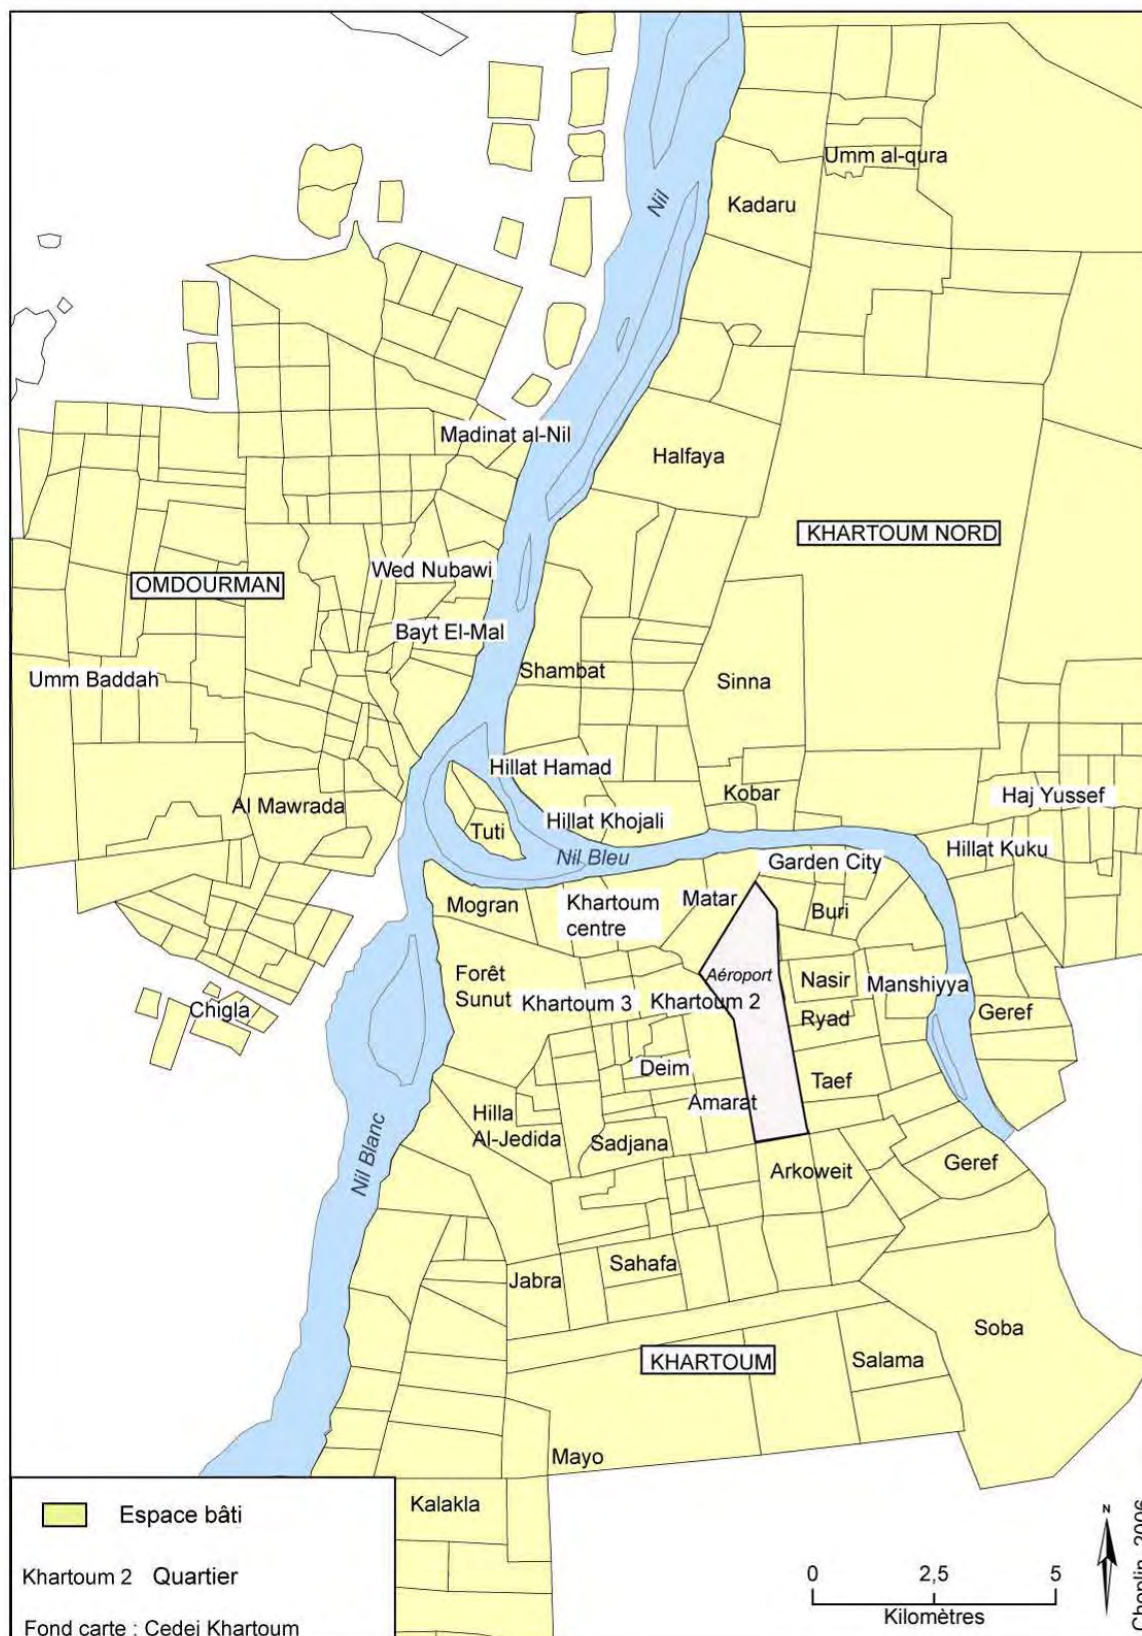 Umm al-qura
Nil
Kadaru
Madinat al-Nil
Halfaya
KHARTOUM NORD
Wed Nubawi
OMDOURMAN
Bayt El-Mal
Shambat
Umm Baddah
Sinna
Hillat Hamad
Kobar
Haj Yussef
Al Mawrada
Hillat Khojali
Tuti
Hillat Kuku
Nil Bleu
Garden City
Matar
Mogran
Khartoum
centre
Buri
Forêt
Sunut
Aéroport
Nasir
Manshiyya
Khartoum 3
Khartoum 2
Chigla
Ryad
Geref
Deim
Taef
Amarat
Hilla
Al-Jedida
Sadjana
Nil Blanc
Arkoweit
Geref
Sahafa
Jabra
Soba
KHARTOUM
Salama
Mayo
Kalakla
Espace bâti
Khartoum 2 Quartier
Fond carte : Cedej Khartoum
N
0 2,5 5
Kilomètres
Choplin, 2006